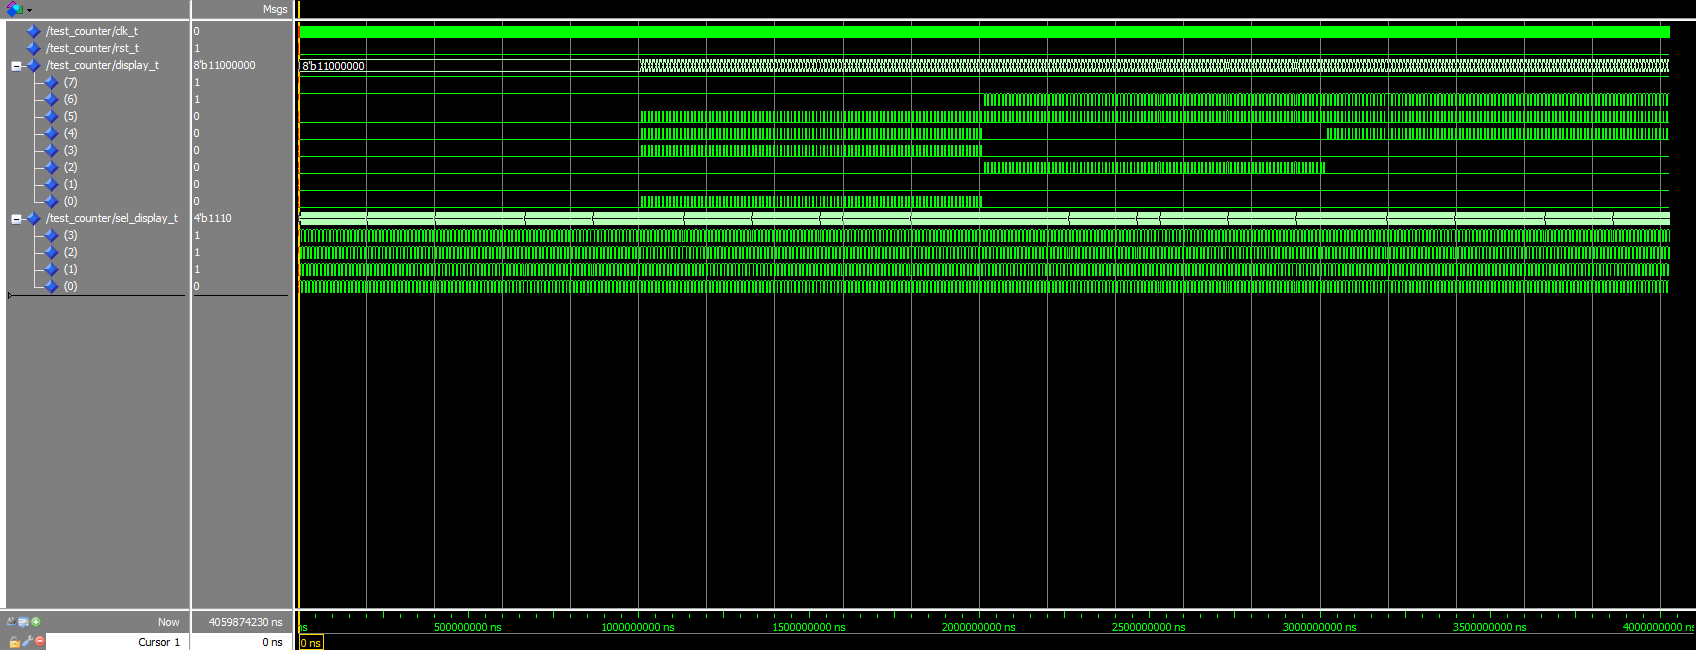 Msgs
/test_counter/clk_t 0
/test_counter/rst_t 1
/test_counter/display_t 8'b11000000 8'b11000000
(7) 1
(6) 1
(5) 0
(4) 0
(3) 0
(2) 0
(1) 0
(0) 0
/test_counter/sel_display_t 4'b1110
(3) 1
(2) 1
(1) 1
(0) 0
Now 4059874230 ns ns 500000000 ns 1000000000 ns 1500000000 ns 2000000000 ns 2500000000 ns 3000000000 ns 3500000000 ns 4000000000 ns
Cursor 1 0 ns 0 ns